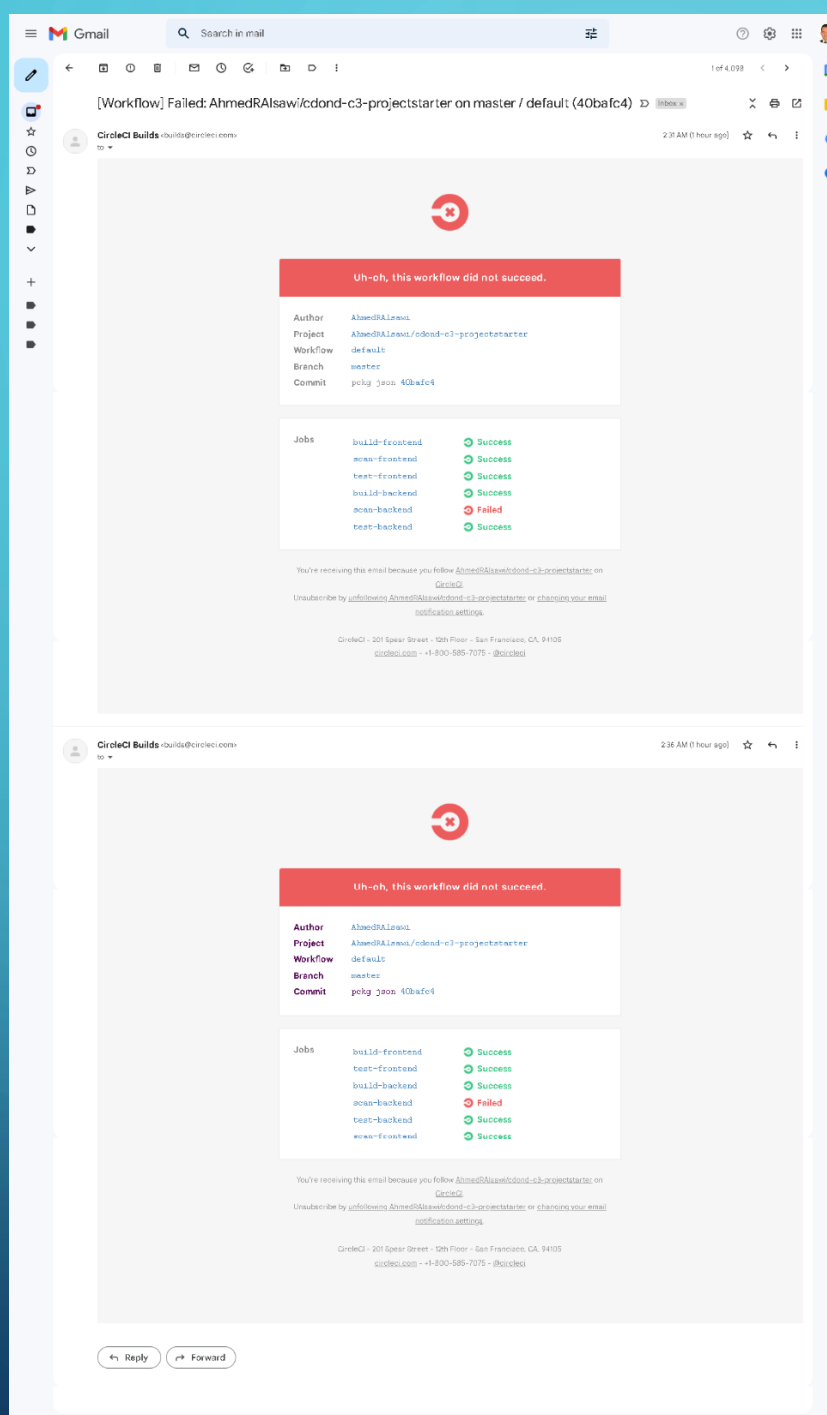 Gmail
Search in mail
1 of 4,098
[Workflow] Failed: AhmedRAlsawi/cdond-c3-projectstarter on master / default (40bafc4) Inbox ×
CircleCI Builds <builds@circleci.com> 2:31 AM (1 hour ago)
to
Uh-oh, this workflow did not succeed.
Author AhmedRAlsawi
Project AhmedRAlsawi/cdond-c3-projectstarter
Workflow default
Branch master
Commit pckg json 40bafc4
Jobs build-frontend Success
scan-frontend Success
test-frontend Success
build-backend Success
scan-backend Failed
test-backend Success
You're receiving this email because you follow AhmedRAlsawi/cdond-c3-projectstarter on
CircleCI.
Unsubscribe by unfollowing AhmedRAlsawi/cdond-c3-projectstarter or changing your email
notification settings.
CircleCI - 201 Spear Street - 12th Floor - San Francisco, CA, 94105
circleci.com - +1-800-585-7075 - @circleci
CircleCI Builds <builds@circleci.com> 2:36 AM (1 hour ago)
to
Uh-oh, this workflow did not succeed.
Author AhmedRAlsawi
Project AhmedRAlsawi/cdond-c3-projectstarter
Workflow default
Branch master
Commit pckg json 40bafc4
Jobs build-frontend Success
test-frontend Success
build-backend Success
scan-backend Failed
test-backend Success
scan-frontend Success
You're receiving this email because you follow AhmedRAlsawi/cdond-c3-projectstarter on
CircleCI.
Unsubscribe by unfollowing AhmedRAlsawi/cdond-c3-projectstarter or changing your email
notification settings.
CircleCI - 201 Spear Street - 12th Floor - San Francisco, CA, 94105
circleci.com - +1-800-585-7075 - @circleci
Reply Forward